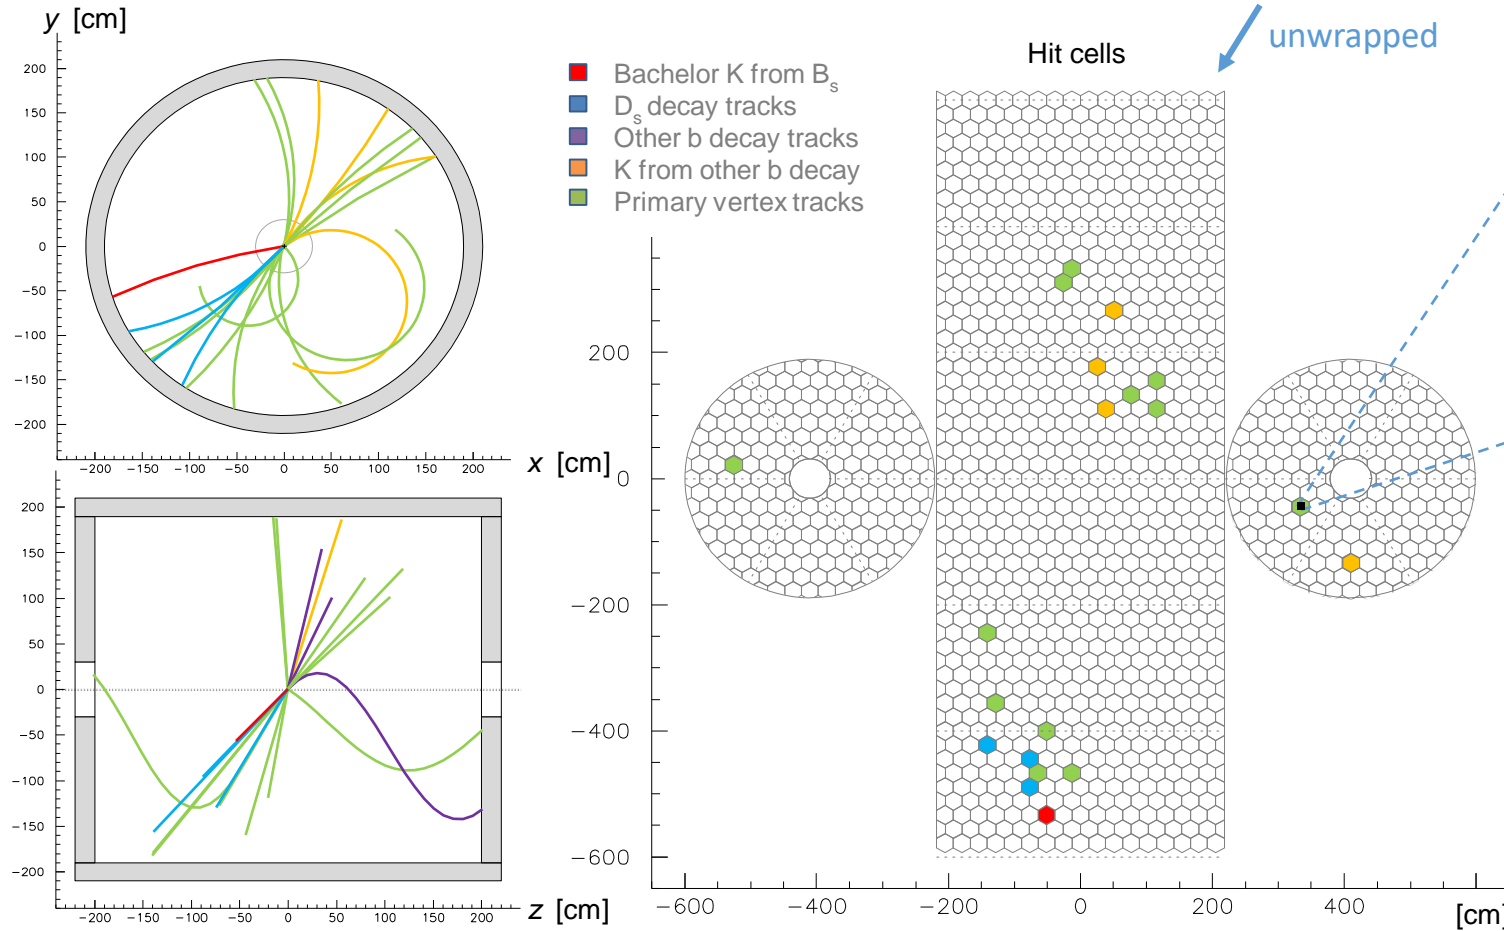 y [cm]
200
150
100
50
0
−50
−100
−150
−200
−200 −150 −100 −50 0 50 100 150 200
x [cm]
200
150
100
50
0
−50
−100
−150
−200
−200 −150 −100 −50 0 50 100 150 200
z [cm]
Bachelor K from Bs
Ds decay tracks
Other b decay tracks
K from other b decay
Primary vertex tracks
Hit cells
unwrapped
200
0
−200
−400
−600
−600 −400 −200 0 200 400
[cm]